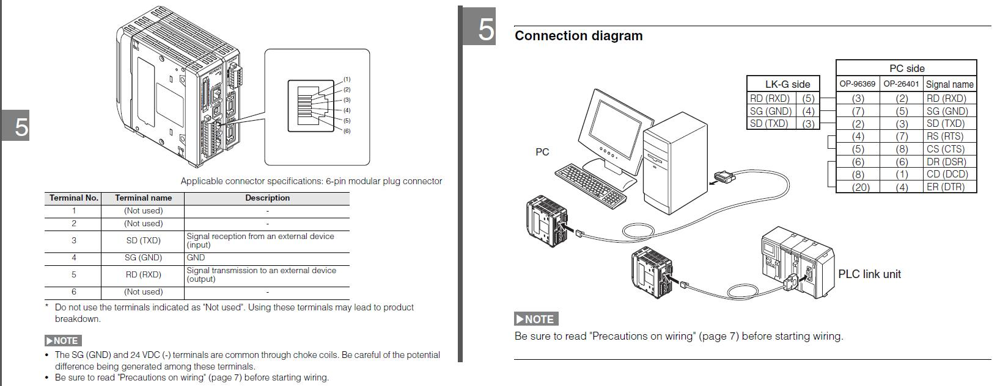 5
KEYENCE
(1)
(2)
(3)
(4)
(5)
(6)
Applicable connector specifications: 6-pin modular plug connector
Terminal No. Terminal name Description
1 (Not used) -
2 (Not used) -
3 SD (TXD) Signal reception from an external device
(input)
4 SG (GND) GND
5 RD (RXD) Signal transmission to an external device
(output)
6 (Not used) -
* Do not use the terminals indicated as "Not used". Using these terminals may lead to product
breakdown.
▶NOTE
• The SG (GND) and 24 VDC (-) terminals are common through choke coils. Be careful of the potential
difference being generated among these terminals.
• Be sure to read "Precautions on wiring" (page 7) before starting wiring.
5
Connection diagram
PC
LK-G side
RD (RXD) (5)
SG (GND) (4)
SD (TXD) (3)
PC side
OP-96369 OP-26401 Signal name
(3) (2) RD (RXD)
(7) (5) SG (GND)
(2) (3) SD (TXD)
(4) (7) RS (RTS)
(5) (8) CS (CTS)
(6) (6) DR (DSR)
(8) (1) CD (DCD)
(20) (4) ER (DTR)
PLC link unit
▶NOTE
Be sure to read "Precautions on wiring" (page 7) before starting wiring.